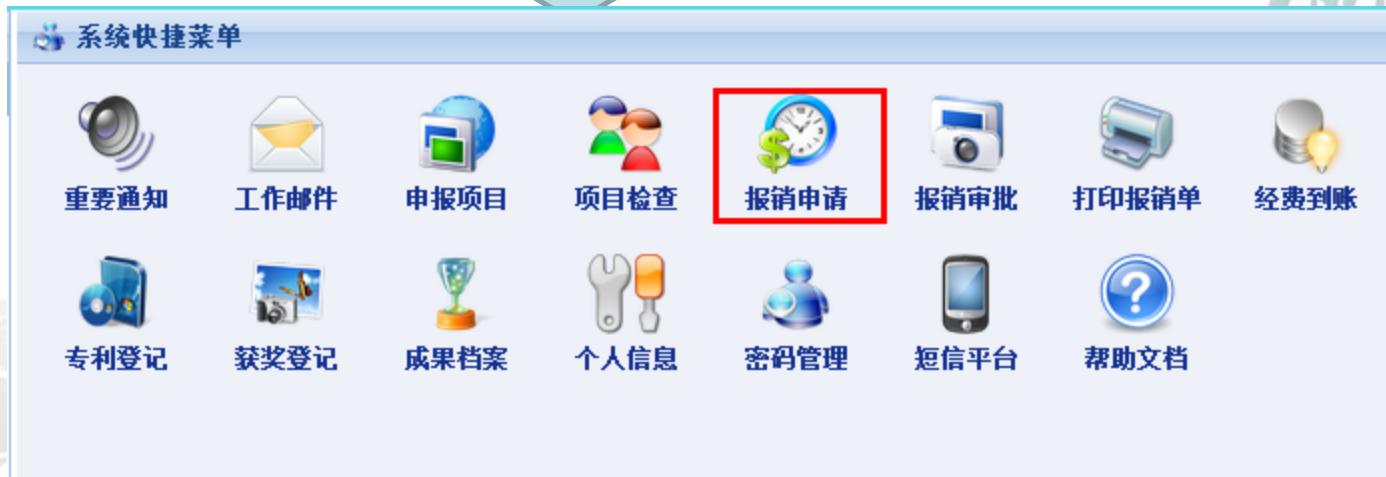 系统快捷菜单
重要通知 工作邮件 申报项目 项目检查 报销申请 报销审批 打印报销单 经费到账
专利登记 获奖登记 成果档案 个人信息 密码管理 短信平台 帮助文档